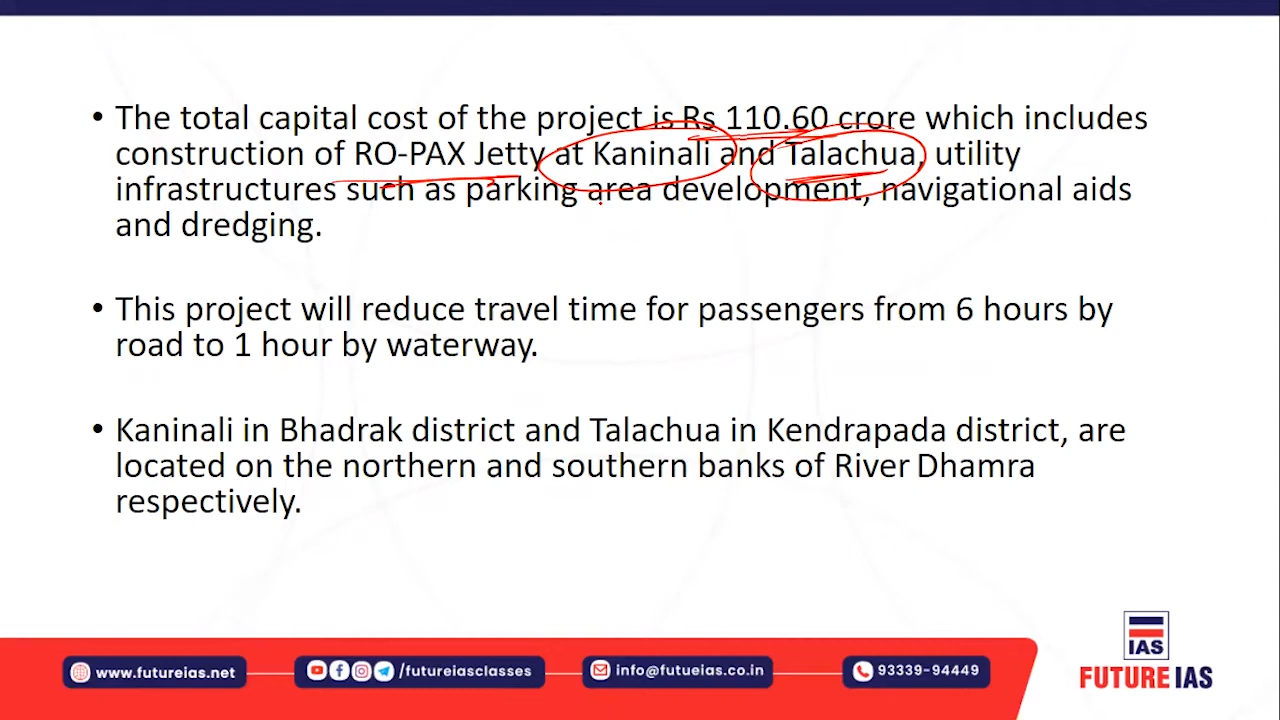 • The total capital cost of the project is Rs 110.60 crore which includes
construction of RO-PAX Jetty at Kaninali and Talachua, utility
infrastructures such as parking area development, navigational aids
and dredging.
• This project will reduce travel time for passengers from 6 hours by
road to 1 hour by waterway.
• Kaninali in Bhadrak district and Talachua in Kendrapada district, are
located on the northern and southern banks of River Dhamra
respectively.
IAS
FUTURE IAS
www.futureias.net
/futureiasclasses
info@futueias.co.in
93339-94449